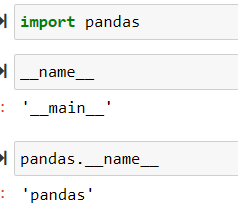 import pandas
__name__
: '__main__'
pandas.__name__
: 'pandas'